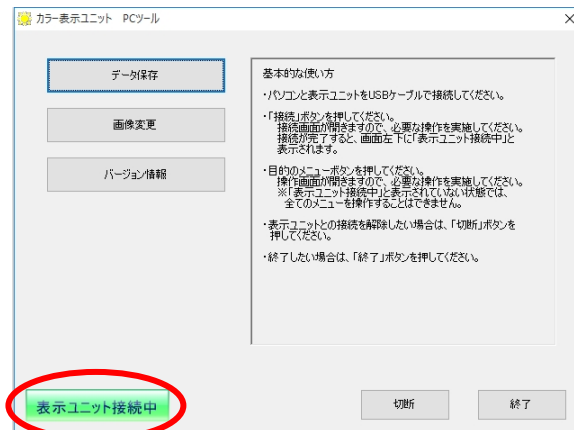 カラー表示ユニット PCツール
データ保存
画像変更
バージョン情報
基本的な使い方
・パソコンと表示ユニットをUSBケーブルで接続してください。
・「接続」ボタンを押してください。
接続画面が開きますので、必要な操作を実施してください。
接続が完了すると、画面左下に「表示ユニット接続中」と
表示されます。
・目的のメニューボタンを押してください。
操作画面が開きますので、必要な操作を実施してください。
※「表示ユニット接続中」と表示されていない状態では、
全てのメニューを操作することはできません。
・表示ユニットとの接続を解除したい場合は、「切断」ボタンを
押してください。
・終了したい場合は、「終了」ボタンを押してください。
表示ユニット接続中
切断
終了